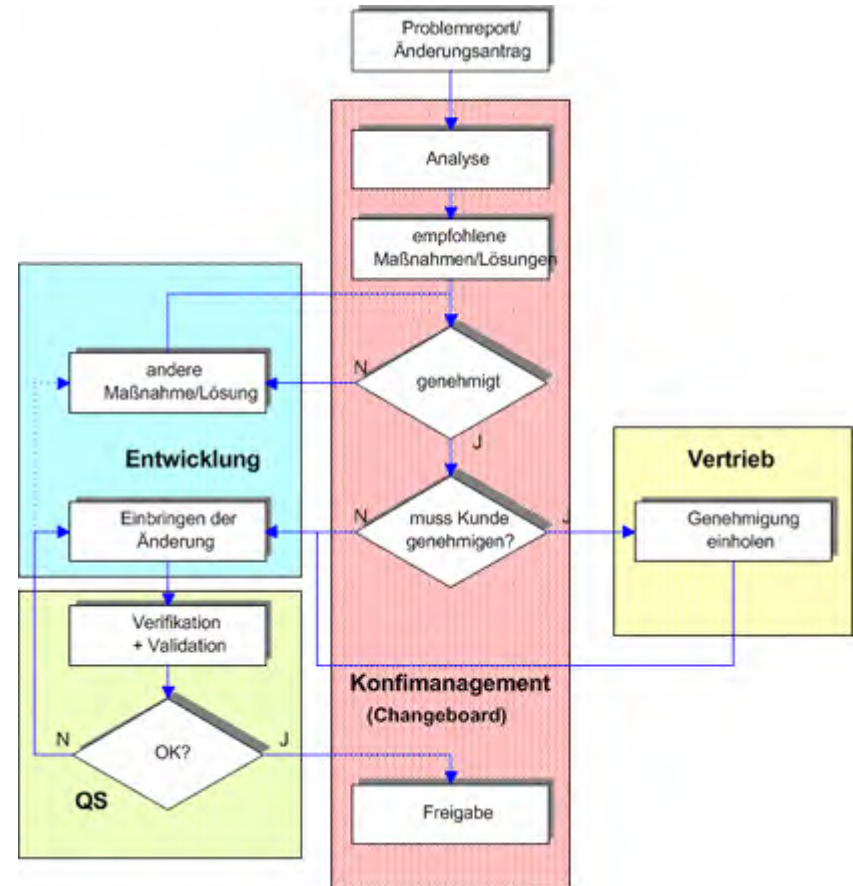 Problemreport/
Änderungsantrag
Analyse
empfohlene
Maßnahmen/Lösungen
andere
Maßnahme/Lösung
N
genehmigt
J
Entwicklung
Vertrieb
Einbringen der
Änderung
N
muss Kunde
genehmigen?
J
Genehmigung
einholen
Verifikation
+ Validation
Konfimanagement
(Changeboard)
N
OK?
J
QS
Freigabe